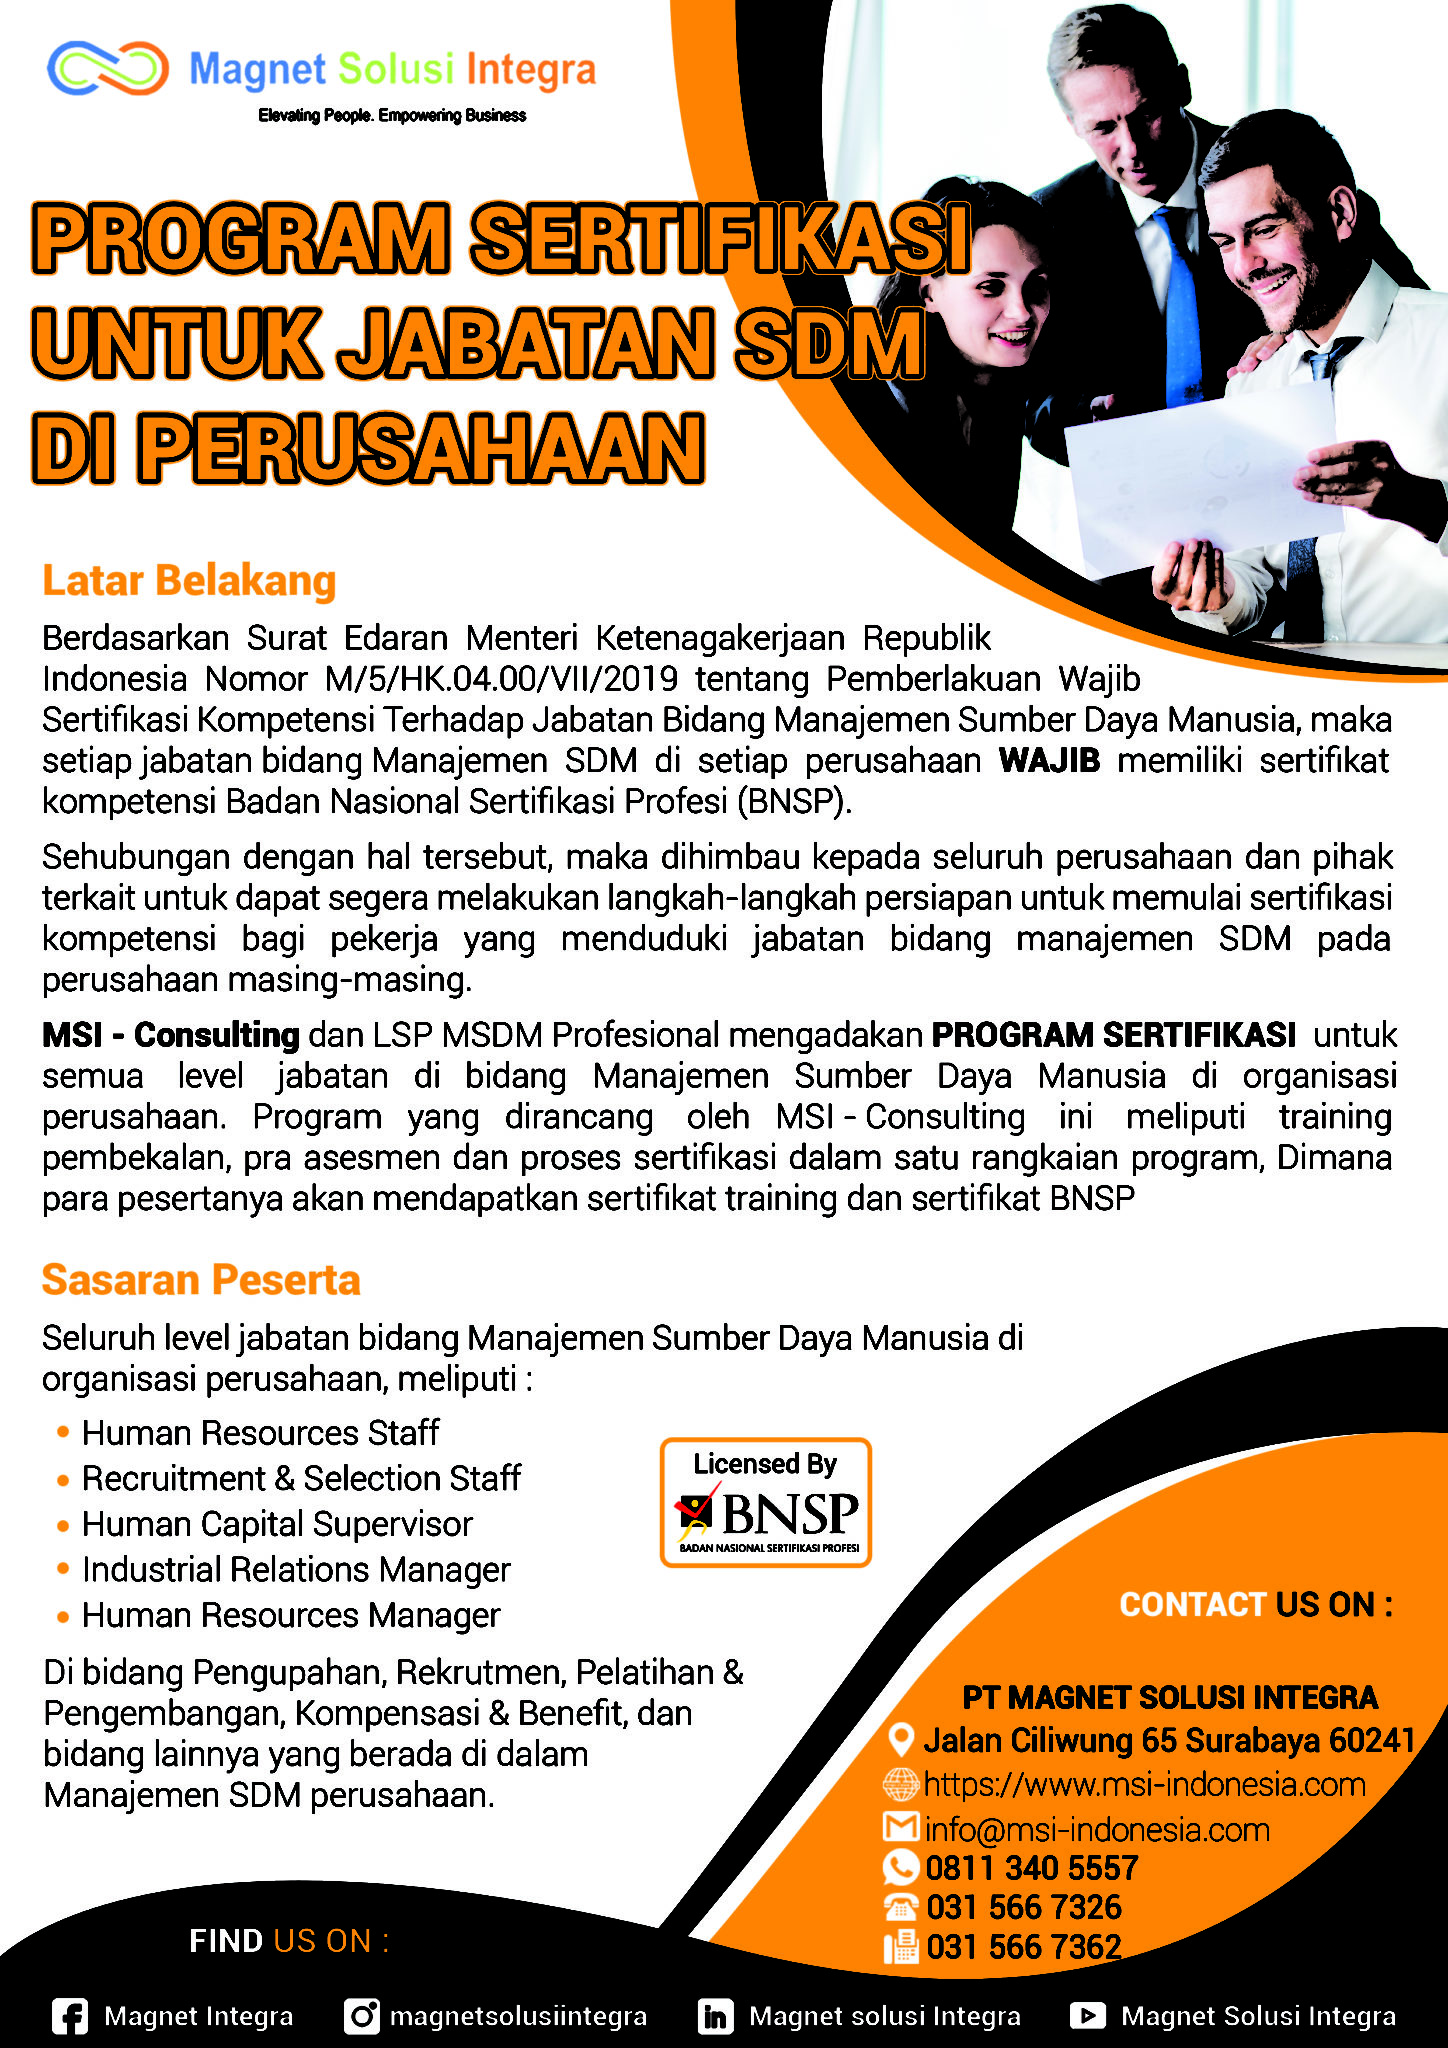 Magnet Solusi Integra
Elevating People. Empowering Business
PROGRAM SERTIFIKASI
UNTUK JABATAN SDM
DI PERUSAHAAN
Latar Belakang
Berdasarkan Surat Edaran Menteri Ketenagakerjaan Republik
Indonesia Nomor M/5/HK.04.00/VII/2019 tentang Pemberlakuan Wajib
Sertifikasi Kompetensi Terhadap Jabatan Bidang Manajemen Sumber Daya Manusia, maka
setiap jabatan bidang Manajemen SDM di setiap perusahaan WAJIB memiliki sertifikat
kompetensi Badan Nasional Sertifikasi Profesi (BNSP).
Sehubungan dengan hal tersebut, maka dihimbau kepada seluruh perusahaan dan pihak
terkait untuk dapat segera melakukan langkah-langkah persiapan untuk memulai sertifikasi
kompetensi bagi pekerja yang menduduki jabatan bidang manajemen SDM pada
perusahaan masing-masing.
MSI - Consulting dan LSP MSDM Profesional mengadakan PROGRAM SERTIFIKASI untuk
semua level jabatan di bidang Manajemen Sumber Daya Manusia di organisasi
perusahaan. Program yang dirancang oleh MSI - Consulting ini meliputi training
pembekalan, pra asesmen dan proses sertifikasi dalam satu rangkaian program, Dimana
para pesertanya akan mendapatkan sertifikat training dan sertifikat BNSP
Sasaran Peserta
Seluruh level jabatan bidang Manajemen Sumber Daya Manusia di
organisasi perusahaan, meliputi :
• Human Resources Staff
• Recruitment & Selection Staff
• Human Capital Supervisor
• Industrial Relations Manager
• Human Resources Manager
Di bidang Pengupahan, Rekrutmen, Pelatihan &
Pengembangan, Kompensasi & Benefit, dan
bidang lainnya yang berada di dalam
Manajemen SDM perusahaan.
Licensed By
BNSP
BADAN NASIONAL SERTIFIKASI PROFESI
CONTACT US ON :
PT MAGNET SOLUSI INTEGRA
Jalan Ciliwung 65 Surabaya 60241
https://www.msi-indonesia.com
info@msi-indonesia.com
0811 340 5557
031 566 7326
031 566 7362
FIND US ON :
Magnet Integra
magnetsolusiintegra
Magnet solusi Integra
Magnet Solusi Integra